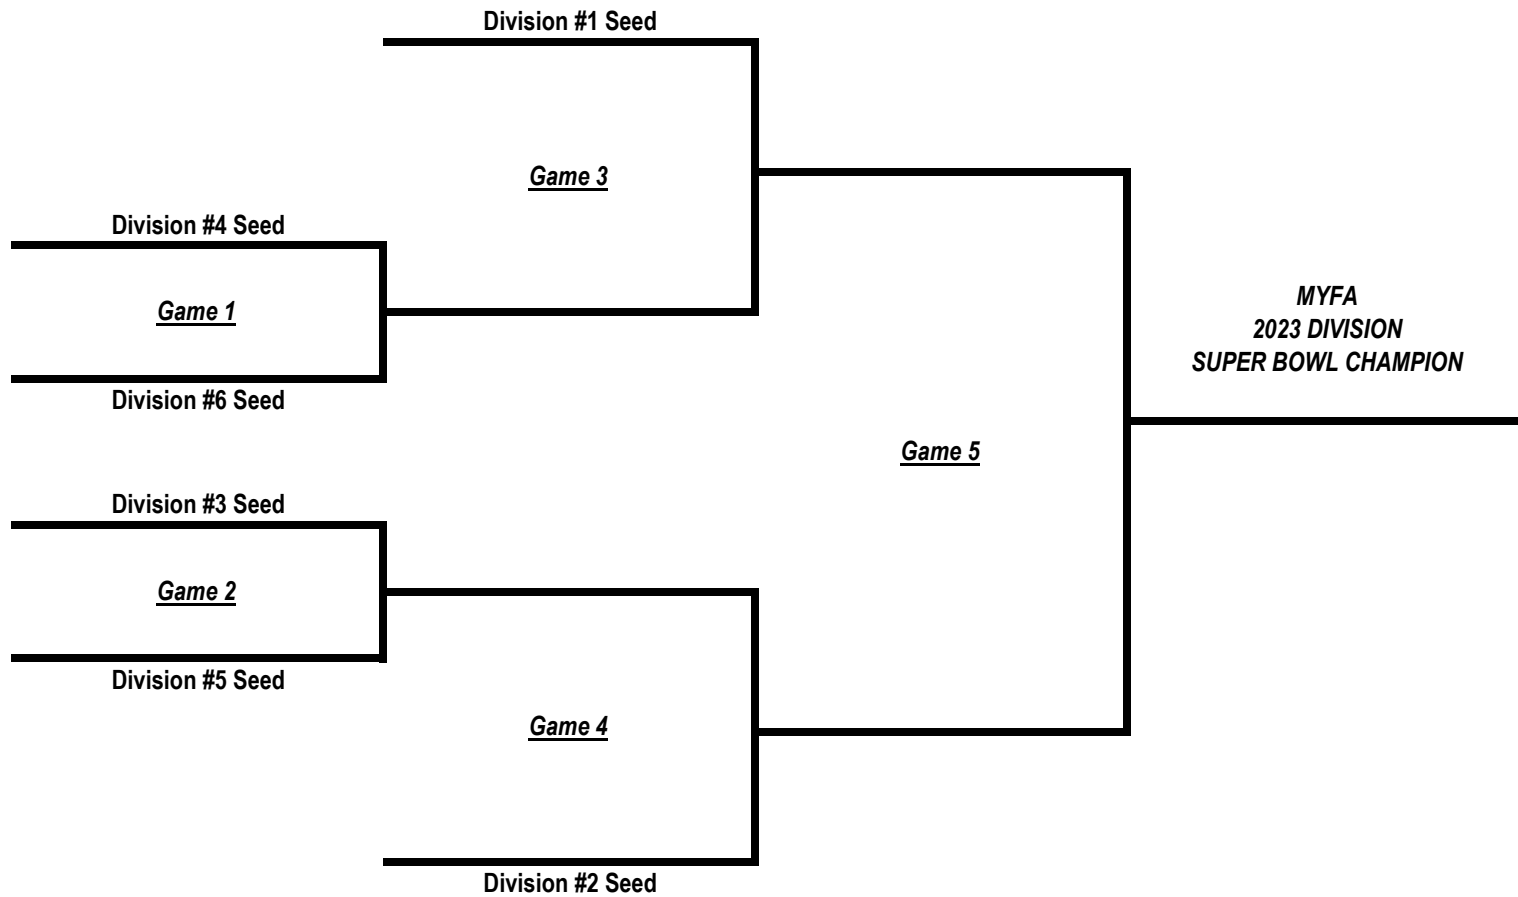 Division #1 Seed
Game 3
Division #4 Seed
Game 1
Division #6 Seed
MYFA
2023 DIVISION
SUPER BOWL CHAMPION
Game 5
Division #3 Seed
Game 2
Division #5 Seed
Game 4
Division #2 Seed